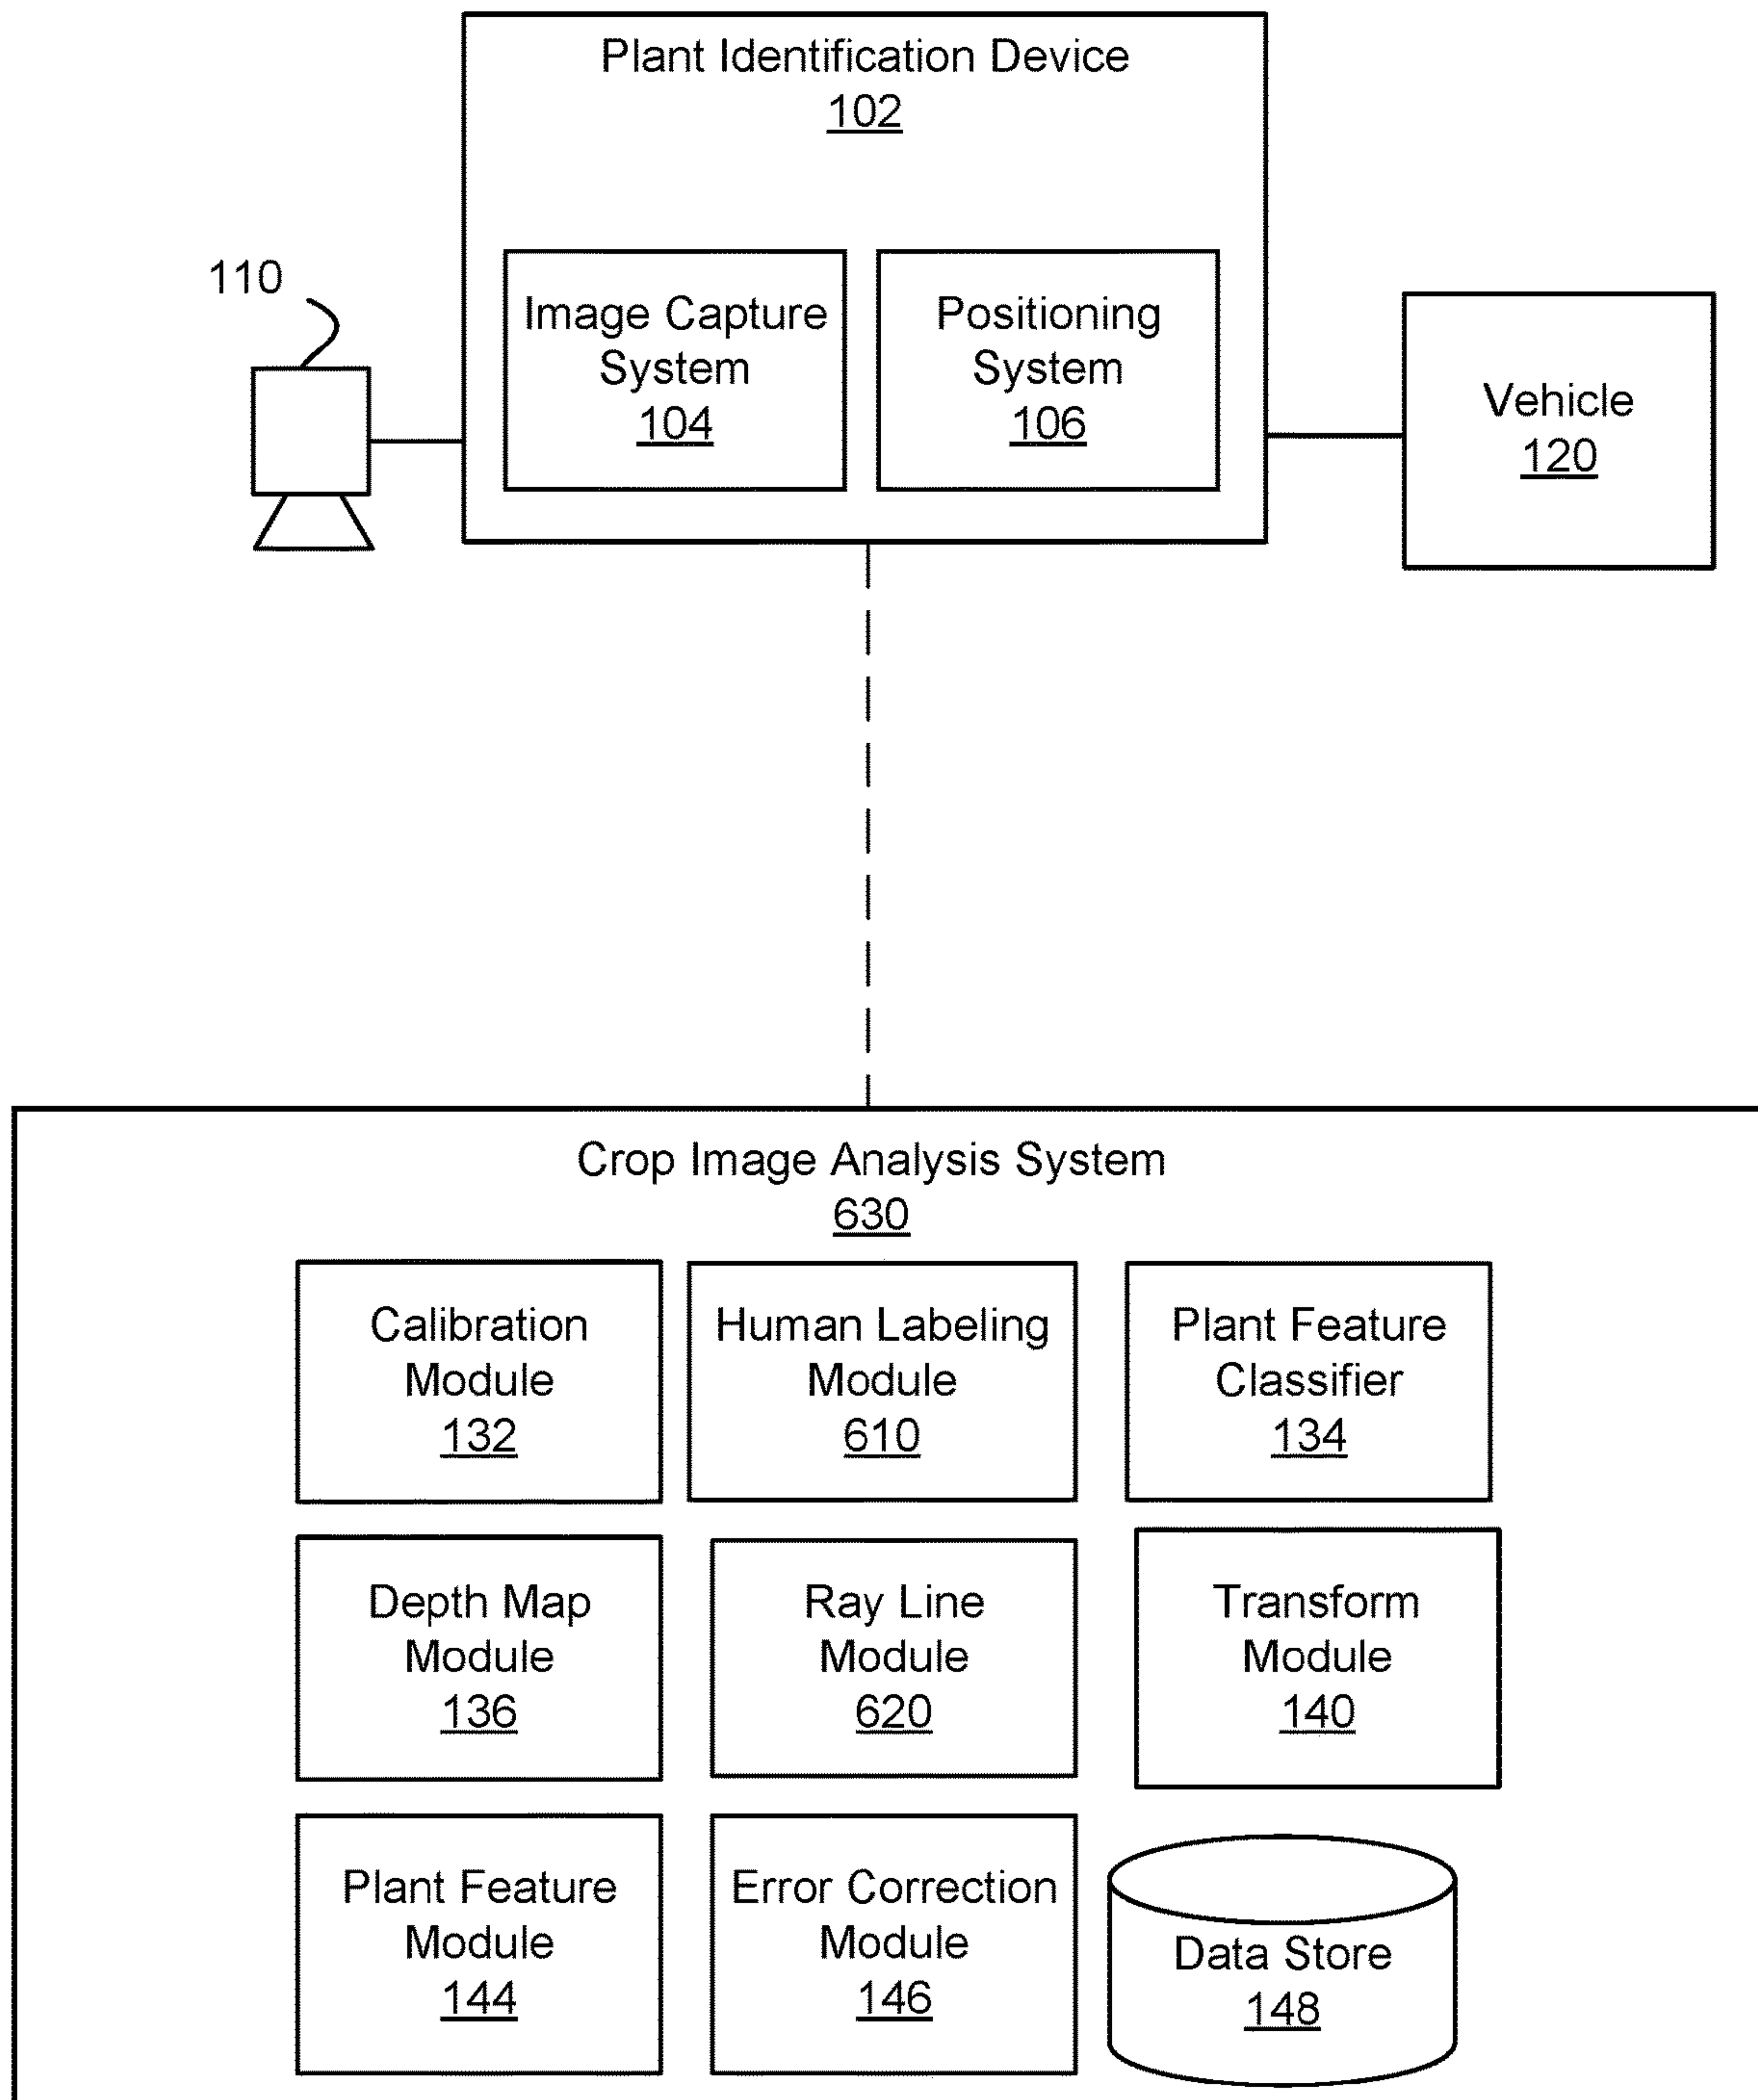 Plant Identification Device
102
110
Image Capture
System
104
Positioning
System
106
Vehicle
120
Crop Image Analysis System
630
Calibration
Module
132
Human Labeling
Module
610
Plant Feature
Classifier
134
Depth Map
Module
136
Ray Line
Module
620
Transform
Module
140
Plant Feature
Module
144
Error Correction
Module
146
Data Store
148